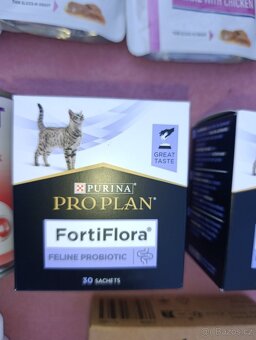 WITH CHICKEN
GREAT
TASTE
PURINA
PRO PLAN®
FortiFlora®
FELINE PROBIOTIC
30 SACHETS